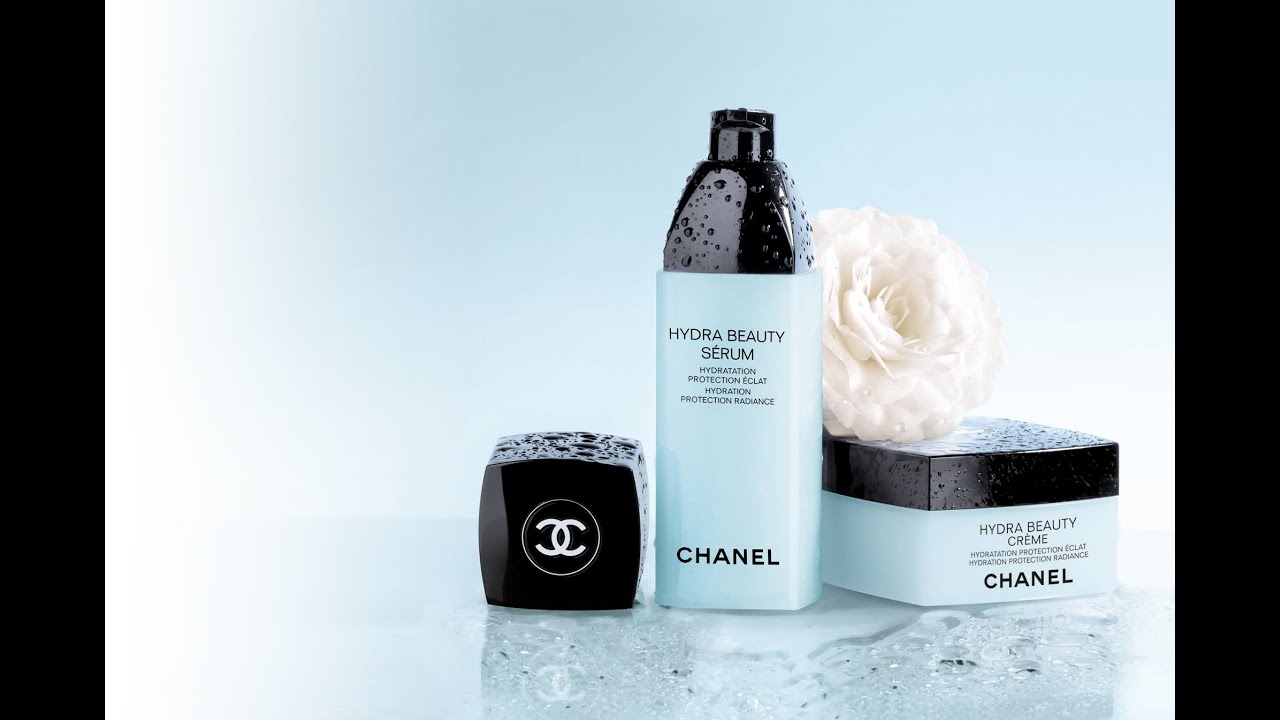 HYDRA BEAUTY
SÉRUM
HYDRATATION
PROTECTION ÉCLAT
HYDRATION
PROTECTION RADIANCE
CHANEL
HYDRA BEAUTY
CRÈME
HYDRATATION PROTECTION ÉCLAT
HYDRATION PROTECTION RADIANCE
CHANEL